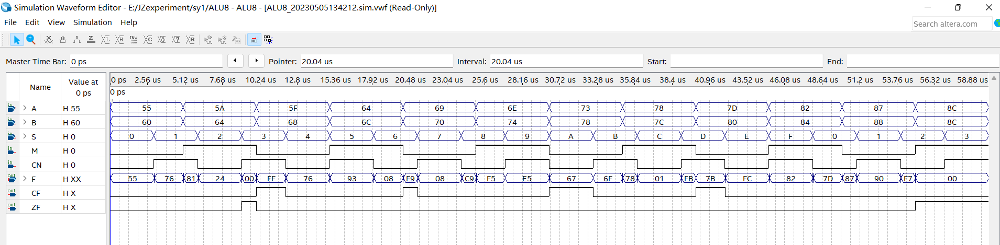 Simulation Waveform Editor - E:/JZexperiment/sy1/ALU8 - ALU8 - [ALU8_20230505134212.sim.vwf (Read-Only)]
File Edit View Simulation Help
Search altera.com
Master Time Bar: 0 ps Pointer: 20.04 us Interval: 20.04 us Start: End:
Name Value at 0 ps
0 ps 2.56 us 5.12 us 7.68 us 10.24 us 12.8 us 15.36 us 17.92 us 20.48 us 23.04 us 25.6 us 28.16 us 30.72 us 33.28 us 35.84 us 38.4 us 40.96 us 43.52 us 46.08 us 48.64 us 51.2 us 53.76 us 56.32 us 58.88 us
0 ps
in A H 55 55 5A 5F 64 69 6E 73 78 7D 82 87 8C
in B H 60 60 64 68 6C 70 74 78 7C 80 84 88 8C
in S H 0 0 1 2 3 4 5 6 7 8 9 A B C D E F 0 1 2 3
in M H 0
in CN H 0
out F H XX 55 76 81 24 00 FF 76 93 08 F9 08 C9 F5 E5 67 6F 78 01 FB 7B FC 82 7D 87 90 F7 00
out CF H X
out ZF H X